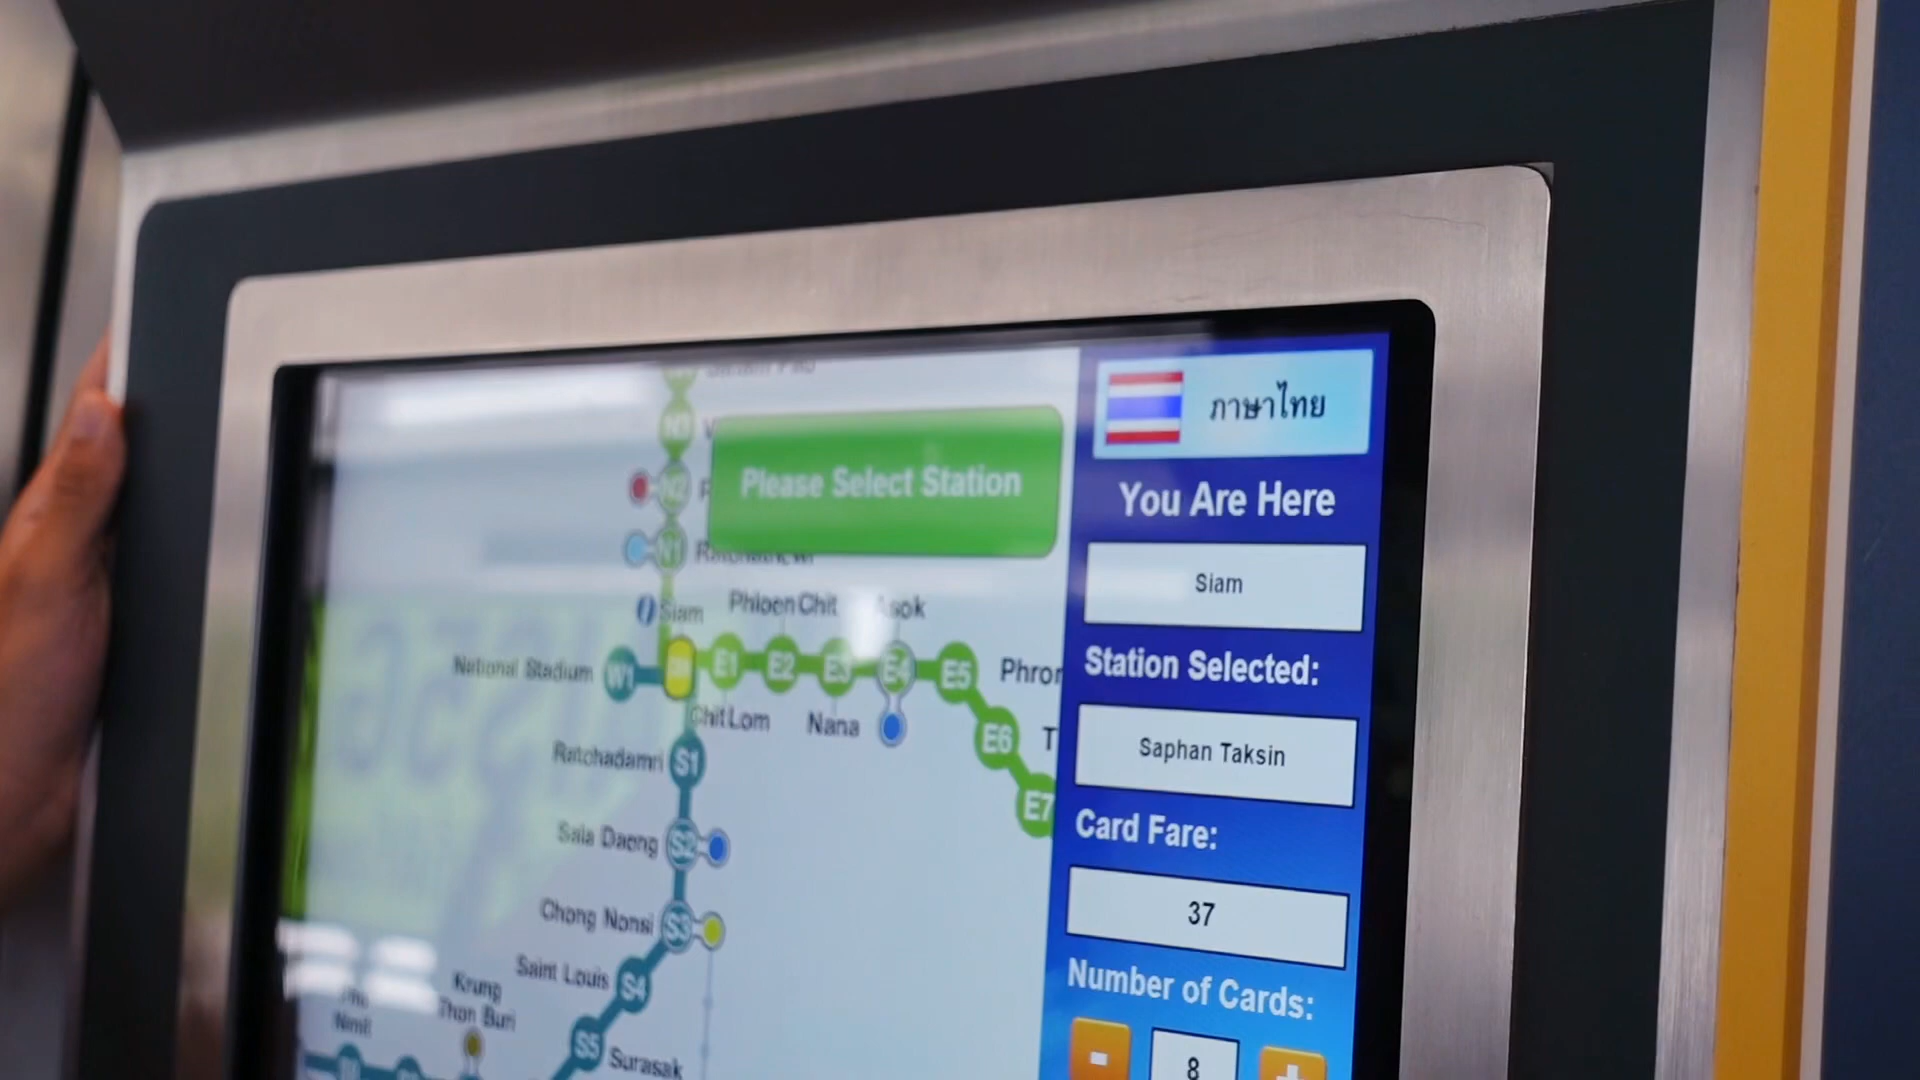 Please Select Station
Siam
Phloen Chit
Asok
National Stadium
W1
E1
E2
E3
E4
E5
Phrom
Chit Lom
Nana
E6
Ratchadamri
S1
E7
Sala Daeng
S2
Chong Nonsi
S3
Saint Louis
S4
Krung
Thon Buri
S5
Surasak
N3
N2
N1
Ratchathewi
ภาษาไทย
You Are Here
Siam
Station Selected:
Saphan Taksin
Card Fare:
37
Number of Cards:
-
8
+